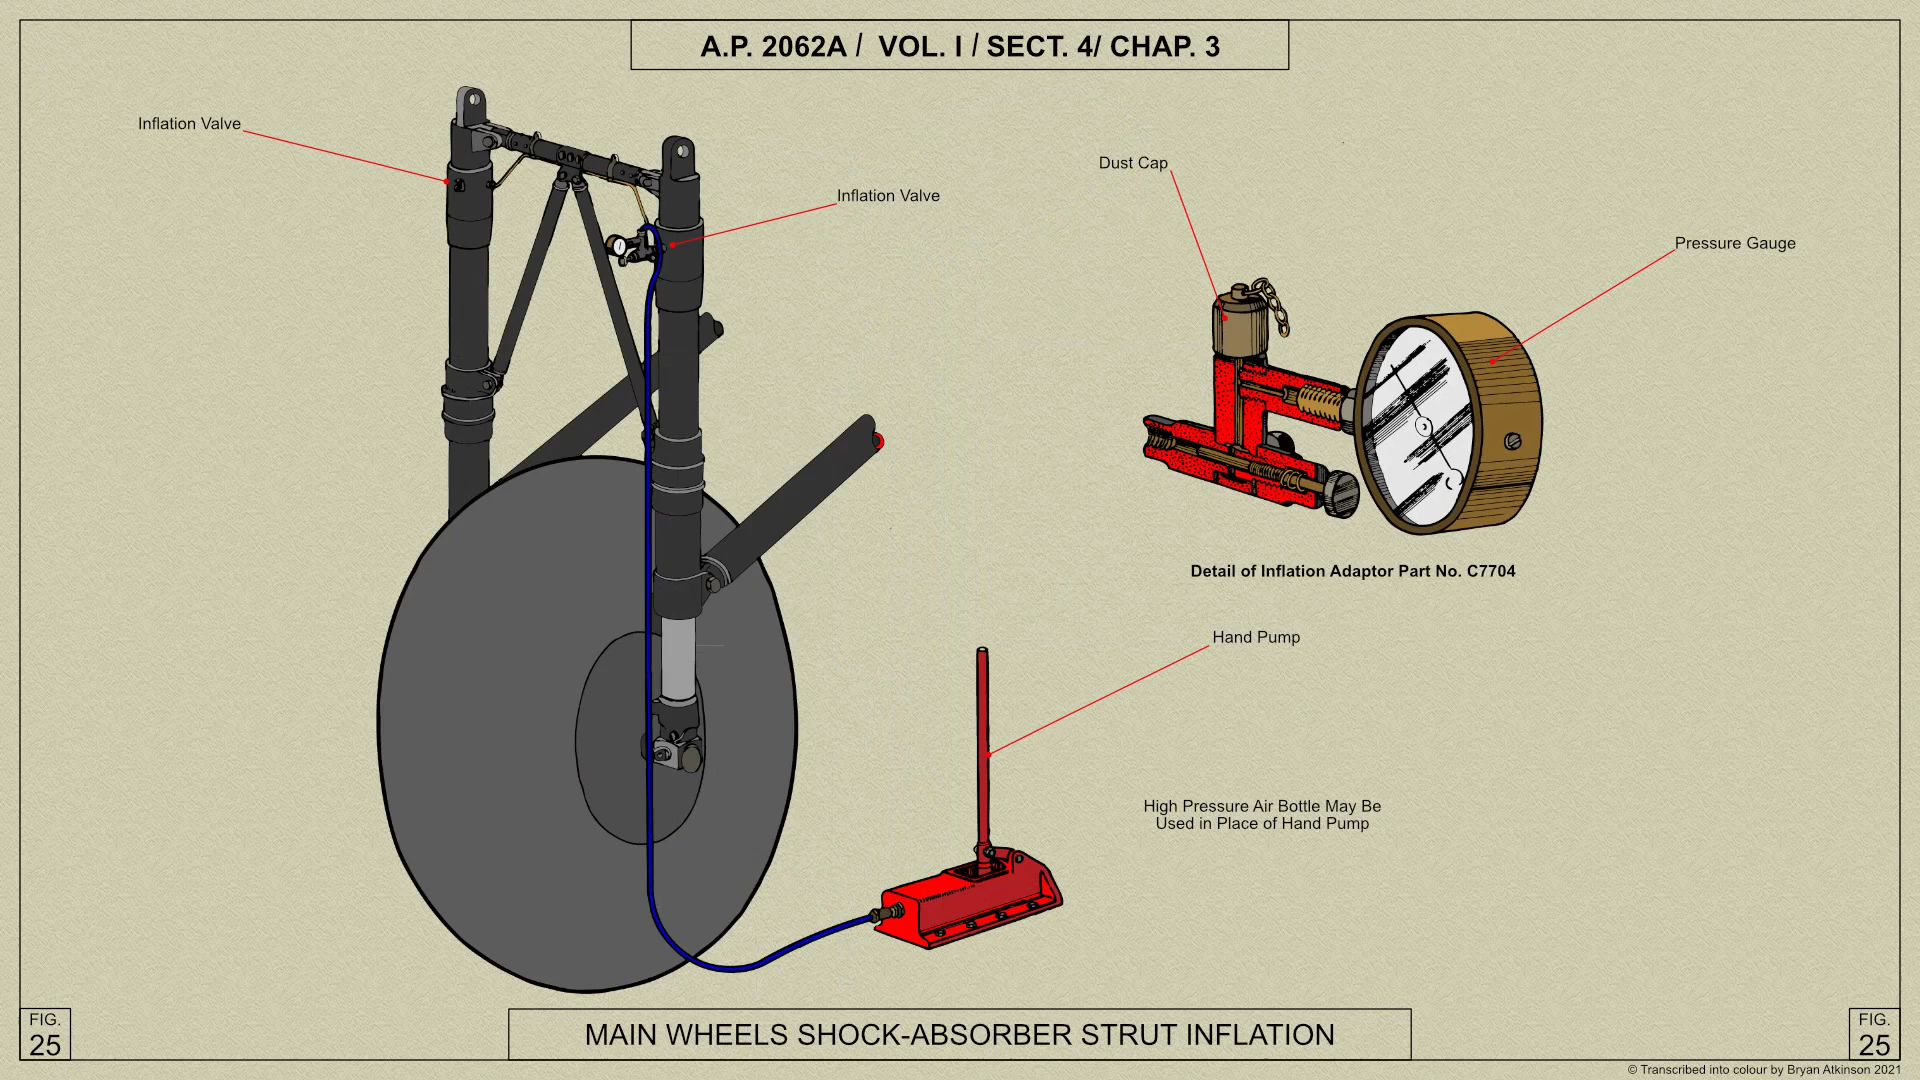 A.P. 2062A / VOL. I / SECT. 4/ CHAP. 3
Inflation Valve
Inflation Valve
Dust Cap
Pressure Gauge
Detail of Inflation Adaptor Part No. C7704
Hand Pump
High Pressure Air Bottle May Be
Used in Place of Hand Pump
FIG.
25
MAIN WHEELS SHOCK-ABSORBER STRUT INFLATION
FIG.
25
© Transcribed into colour by Bryan Atkinson 2021